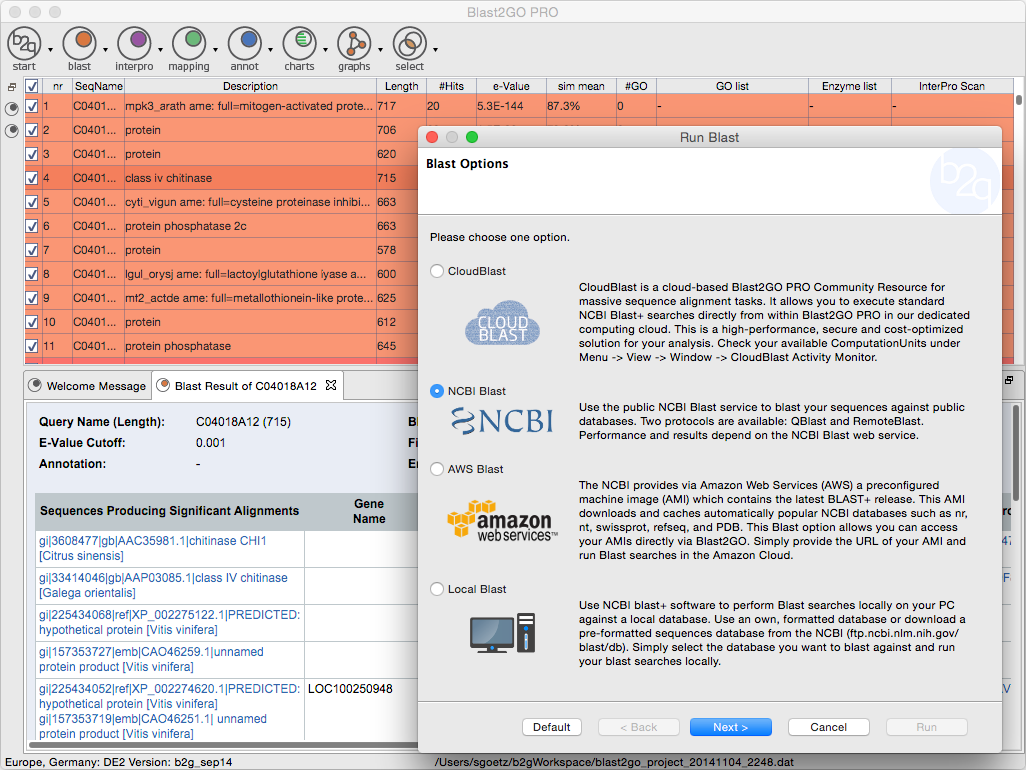 Blast2GO PRO
b2g
start blast interpro mapping annot charts graphs select
nr SeqName Description Length #Hits e-Value sim mean #GO GO list Enzyme list InterPro Scan
1 C0401... mpk3_arath ame: full=mitogen-activated prote... 717 20 5.3E-144 87.3% 0 - - -
2 C0401... protein 706
3 C0401... protein 620
4 C0401... class iv chitinase 715
5 C0401... cyti_vigun ame: full=cysteine proteinase inhibi... 663
6 C0401... protein phosphatase 2c 663
7 C0401... protein 578
8 C0401... lgul_orysj ame: full=lactoylglutathione lyase a... 600
9 C0401... mt2_actde ame: full=metallothionein-like prote... 625
10 C0401... protein 612
11 C0401... protein phosphatase 645
Welcome Message
Blast Result of C04018A12
Query Name (Length): C04018A12 (715)
E-Value Cutoff: 0.001
Annotation: -
Sequences Producing Significant Alignments
Gene
Name
gi|3608477|gb|AAC35981.1|chitinase CHI1
[Citrus sinensis]
gi|33414046|gb|AAP03085.1|class IV chitinase
[Galega orientalis]
gi|225434068|ref|XP_002275122.1|PREDICTED:
hypothetical protein [Vitis vinifera]
gi|157353727|emb|CAO46259.1|unnamed
protein product [Vitis vinifera]
gi|225434052|ref|XP_002274620.1|PREDICTED: LOC100250948
hypothetical protein [Vitis vinifera]
gi|157353719|emb|CAO46251.1| unnamed
protein product [Vitis vinifera]
Europe, Germany: DE2 Version: b2g_sep14
/Users/sgoetz/b2gWorkspace/blast2go_project_20141104_2248.dat
Run Blast
Blast Options
b2g
Please choose one option.
CloudBlast
CLOUD
BLAST
CloudBlast is a cloud-based Blast2GO PRO Community Resource for
massive sequence alignment tasks. It allows you to execute standard
NCBI Blast+ searches directly from within Blast2GO PRO in our dedicated
computing cloud. This is a high-performance, secure and cost-optimized
solution for your analysis. Check your available ComputationUnits under
Menu -> View -> Window -> CloudBlast Activity Monitor.
NCBI Blast
NCBI
Use the public NCBI Blast service to blast your sequences against public
databases. Two protocols are available: QBlast and RemoteBlast.
Performance and results depend on the NCBI Blast web service.
AWS Blast
amazon
web services™
The NCBI provides via Amazon Web Services (AWS) a preconfigured
machine image (AMI) which contains the latest BLAST+ release. This AMI
downloads and caches automatically popular NCBI databases such as nr,
nt, swissprot, refseq, and PDB. This Blast option allows you can access
your AMIs directly via Blast2GO. Simply provide the URL of your AMI and
run Blast searches in the Amazon Cloud.
Local Blast
Use NCBI blast+ software to perform Blast searches locally on your PC
against a local database. Use an own, formatted database or download a
pre-formatted sequences database from the NCBI (ftp.ncbi.nlm.nih.gov/
blast/db). Simply select the database you want to blast against and run
your blast searches locally.
Default < Back Next > Cancel Run